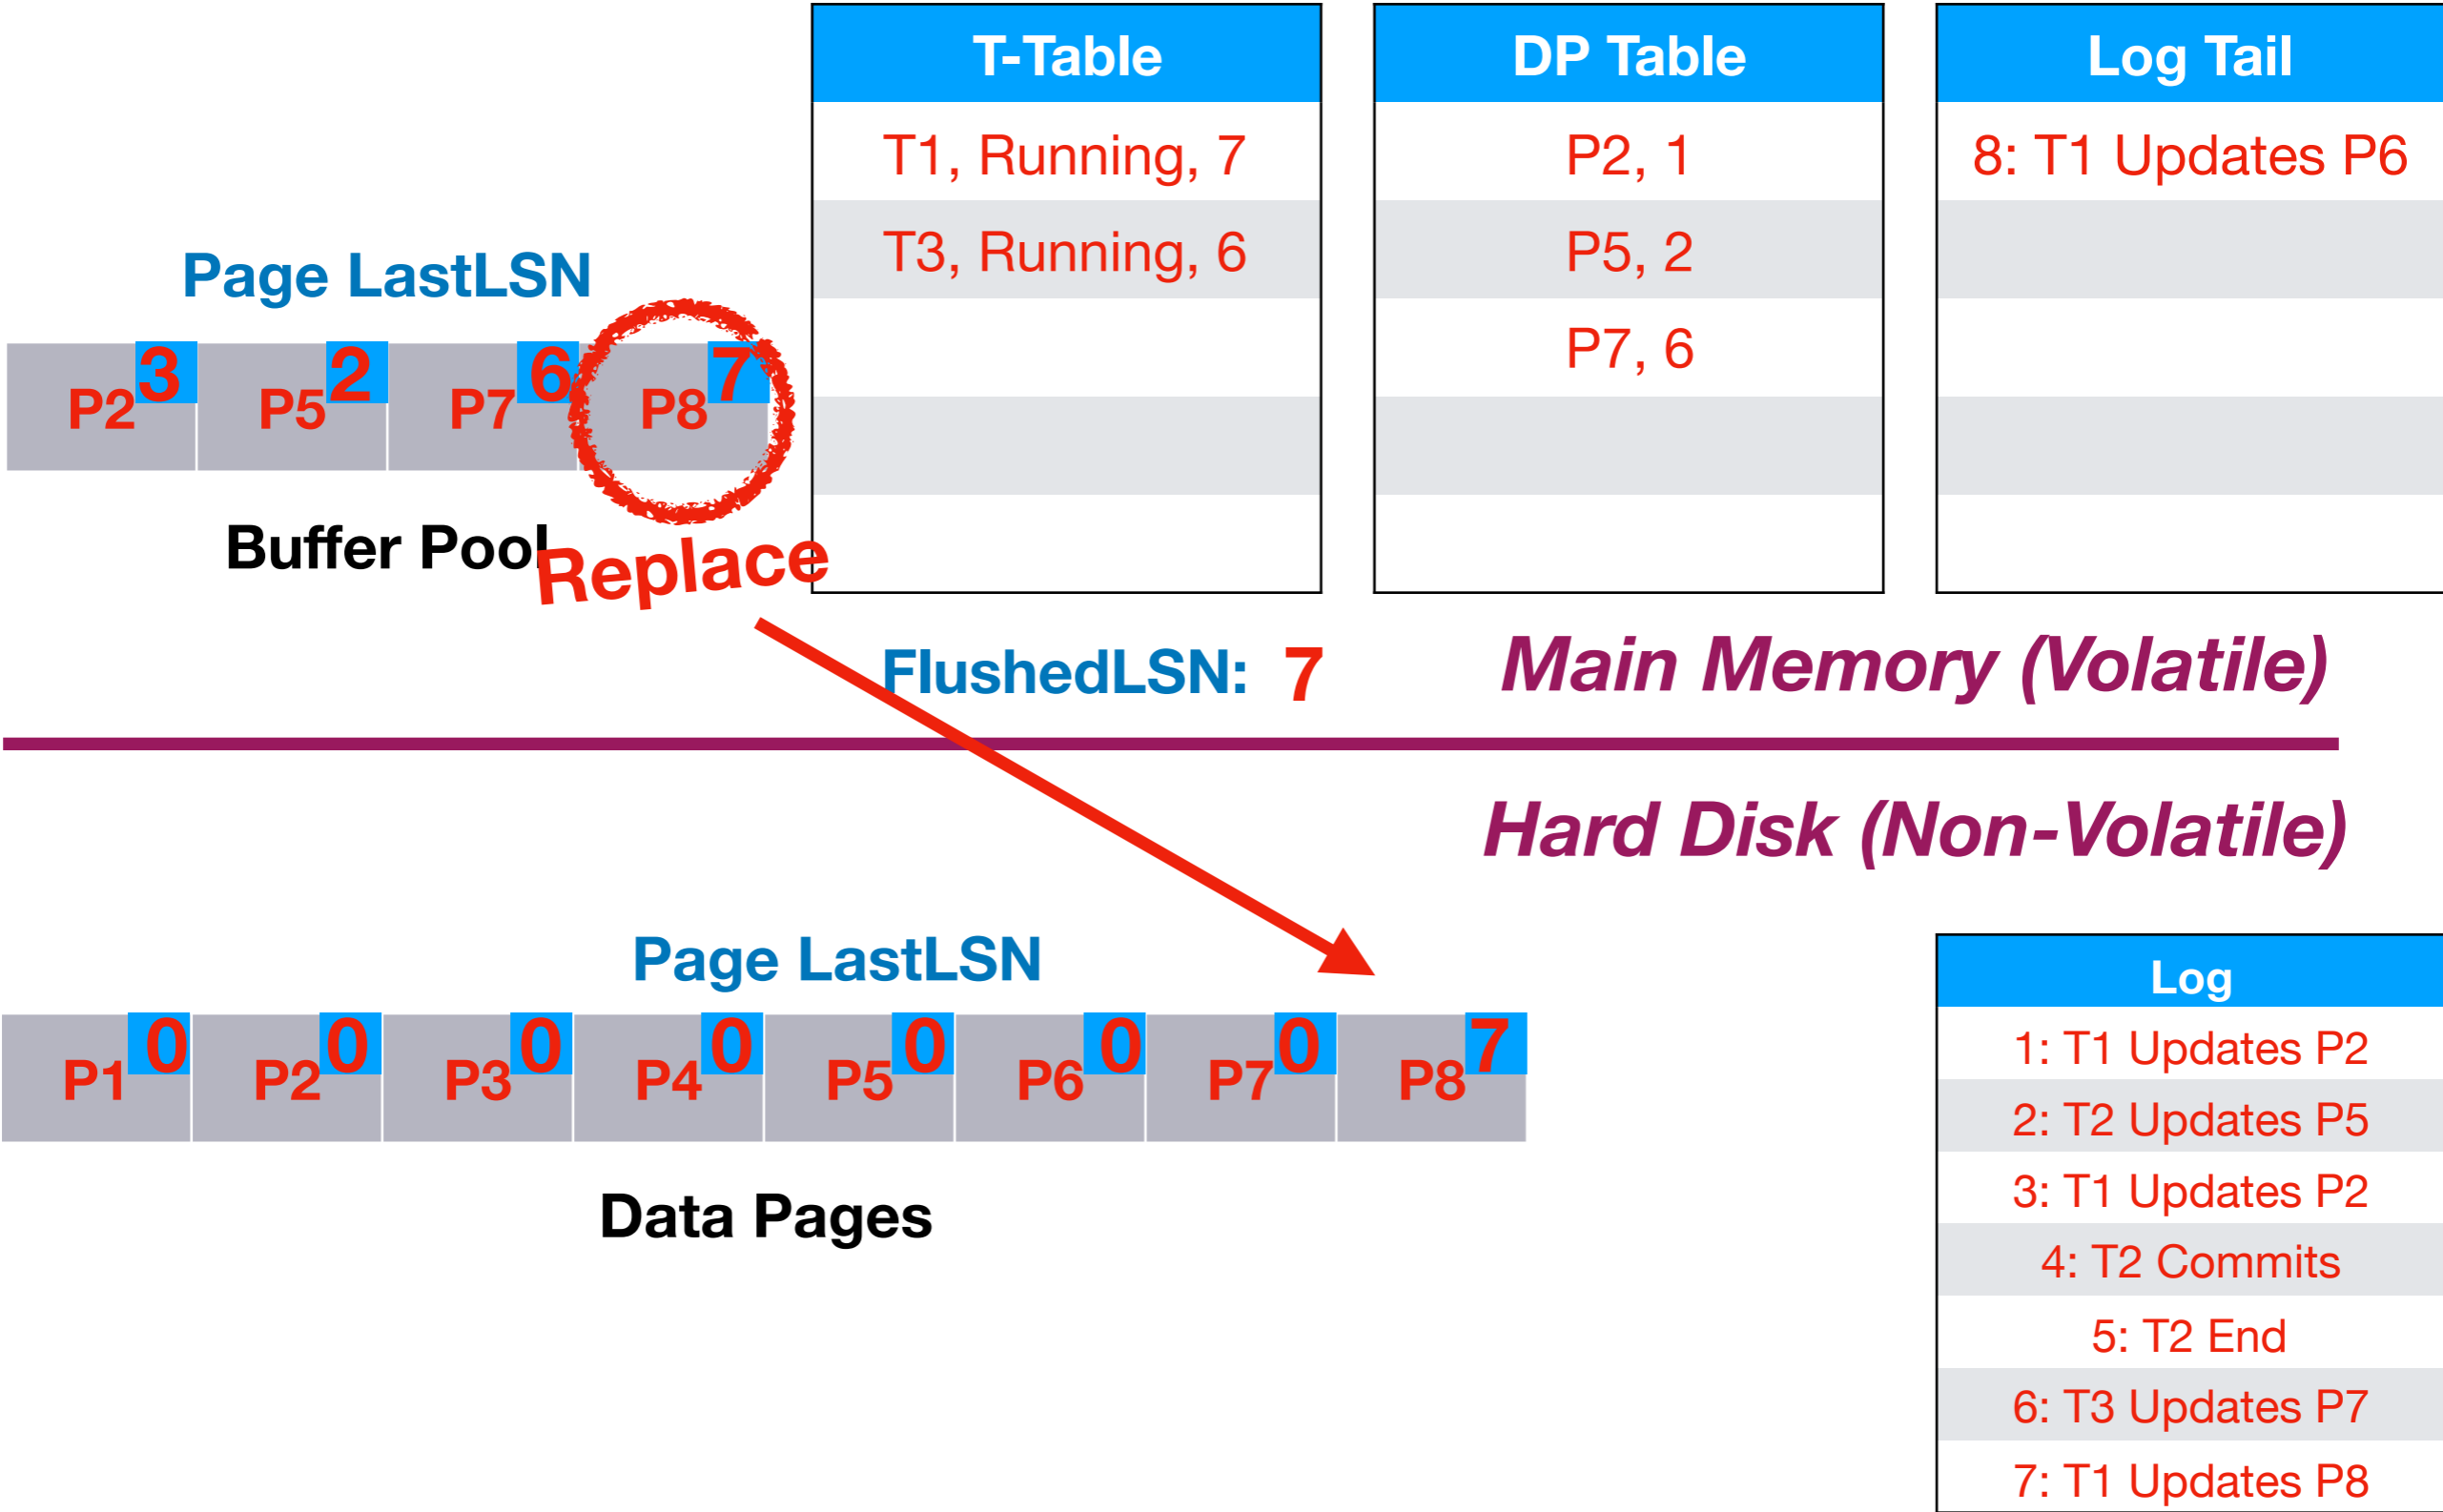 T-Table
T1, Running, 7
T3, Running, 6
DP Table
P2, 1
P5, 2
P7, 6
Log Tail
8: T1 Updates P6
Page LastLSN
P2 3
P5 2
P7 6
P8 7
Buffer Pool
Replace
FlushedLSN: 7
Main Memory (Volatile)
Hard Disk (Non-Volatile)
Page LastLSN
P1 0
P2 0
P3 0
P4 0
P5 0
P6 0
P7 0
P8 7
Data Pages
Log
1: T1 Updates P2
2: T2 Updates P5
3: T1 Updates P2
4: T2 Commits
5: T2 End
6: T3 Updates P7
7: T1 Updates P8